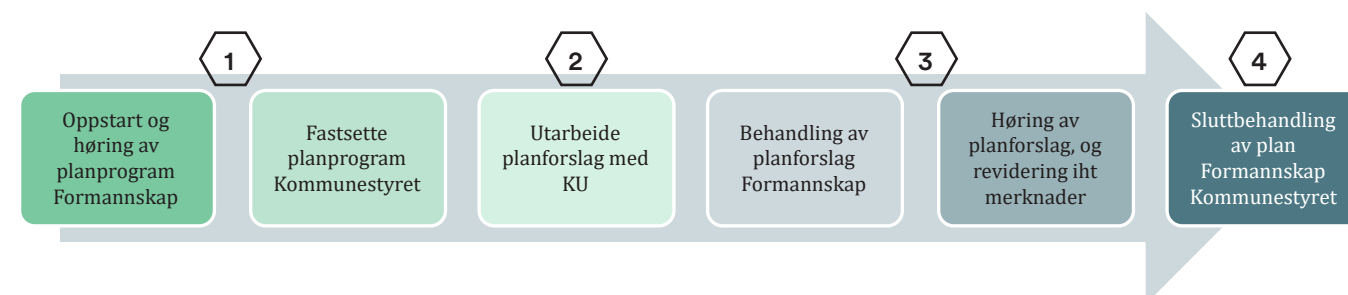 1
2
3
4
Oppstart og
høring av
planprogram
Formannskap
Fastsette
planprogram
Kommunestyret
Utarbeide
planforslag med
KU
Behandling av
planforslag
Formannskap
Høring av
planforslag, og
revidering iht
merknader
Sluttbehandling
av plan
Formannskap
Kommunestyret